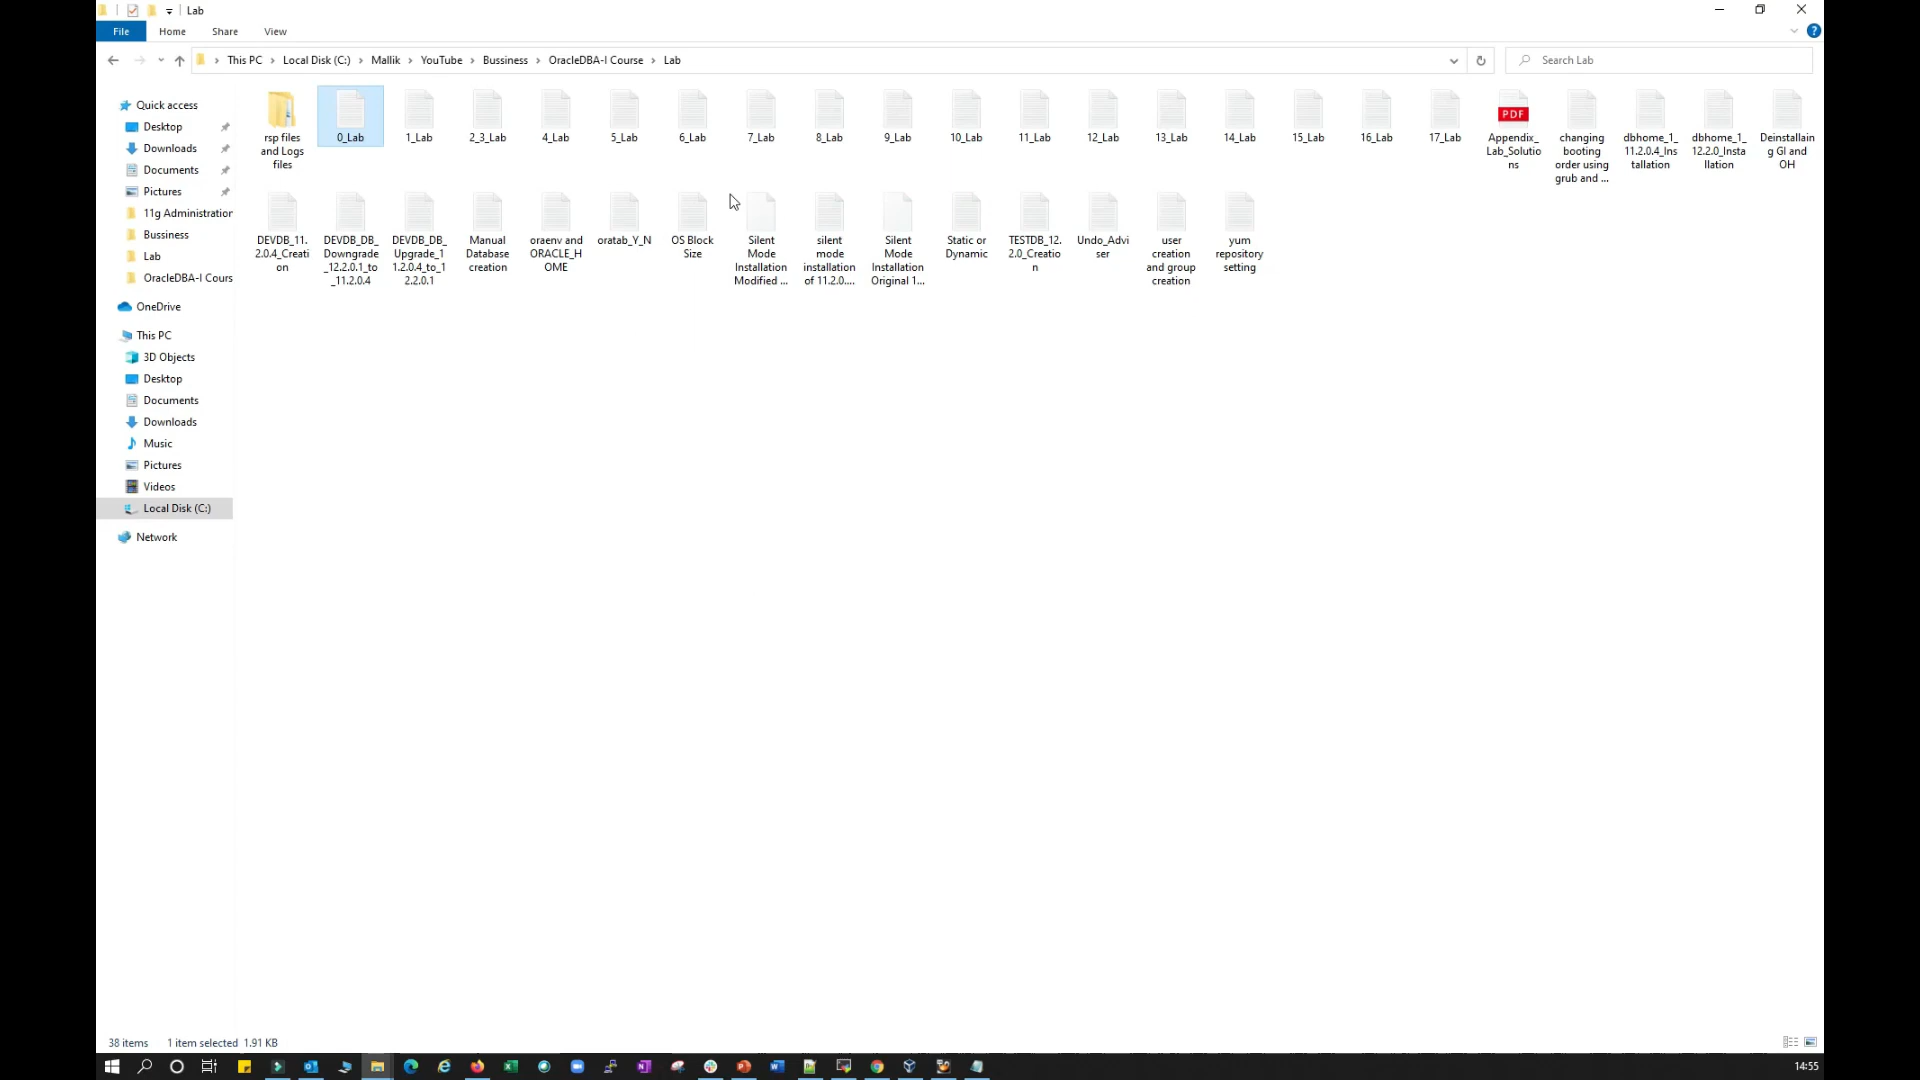 Lab
File
Home
Share
View
This PC
Local Disk (C:)
Mallik
YouTube
Bussiness
OracleDBA-I Course
Lab
Search Lab
Quick access
Desktop
Downloads
Documents
Pictures
11g Administration
Bussiness
Lab
OracleDBA-I Cours
OneDrive
This PC
3D Objects
Desktop
Documents
Downloads
Music
Pictures
Videos
Local Disk (C:)
Network
rsp files
and Logs
files
0_Lab
1_Lab
2_3_Lab
4_Lab
5_Lab
6_Lab
7_Lab
8_Lab
9_Lab
10_Lab
11_Lab
12_Lab
13_Lab
14_Lab
15_Lab
16_Lab
17_Lab
PDF
Appendix_
Lab_Solutio
ns
changing
booting
order using
grub and ...
dbhome_1_
11.2.0.4_Ins
tallation
dbhome_1_
12.2.0_Insta
llation
Deinstallain
g GI and
OH
DEVDB_11.
2.0.4_Creati
on
DEVDB_DB_
Downgrade
_12.2.0.1_to
_11.2.0.4
DEVDB_DB_
Upgrade_1
1.2.0.4_to_1
2.2.0.1
Manual
Database
creation
oraenv and
ORACLE_H
OME
oratab_Y_N
OS Block
Size
Silent
Mode
Installation
Modified ...
silent
mode
installation
of 11.2.0....
Silent
Mode
Installation
Original 1...
Static or
Dynamic
TESTDB_12.
2.0_Creatio
n
Undo_Advi
ser
user
creation
and group
creation
yum
repository
setting
38 items
1 item selected 1.91 KB
14:55